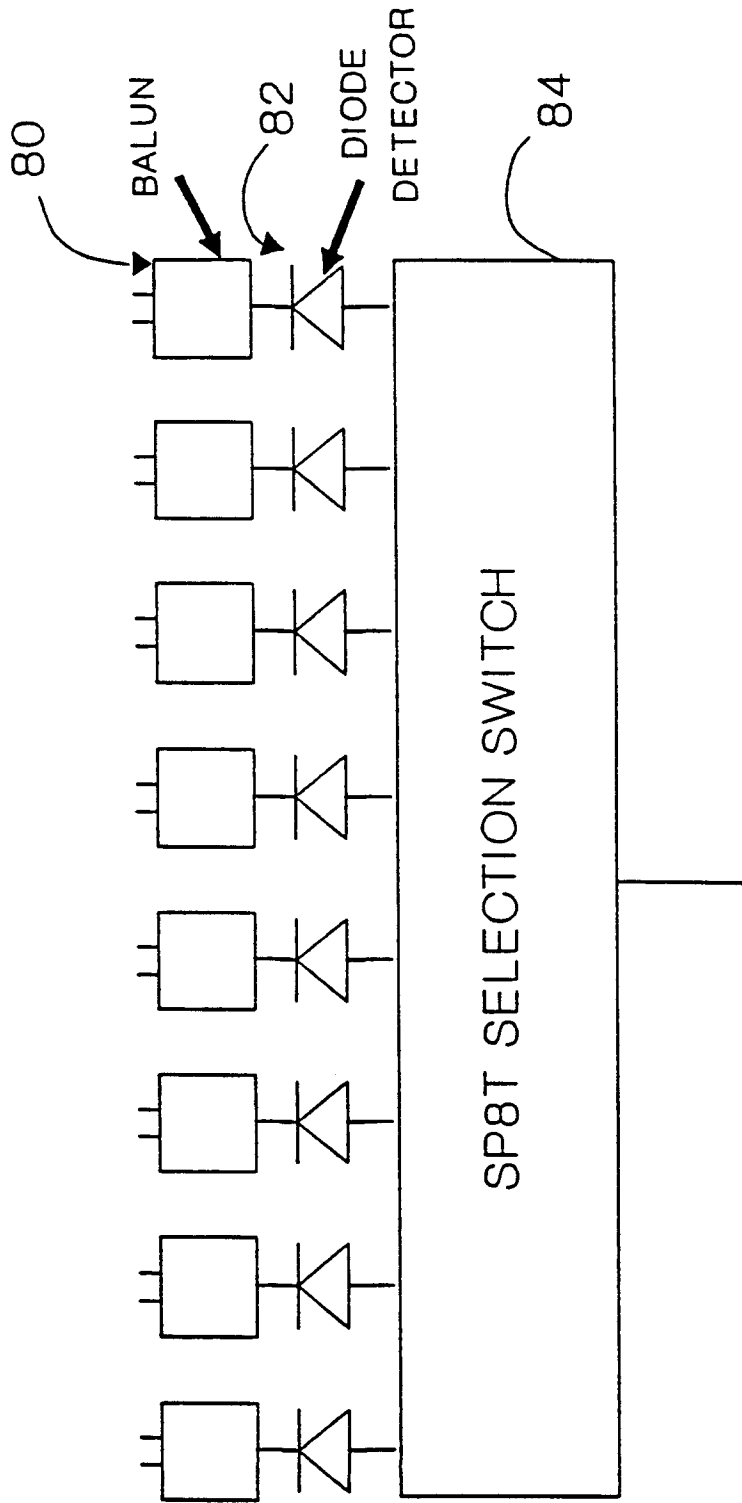 80
BALUN
82
DIODE
DETECTOR
84
SP8T SELECTION SWITCH